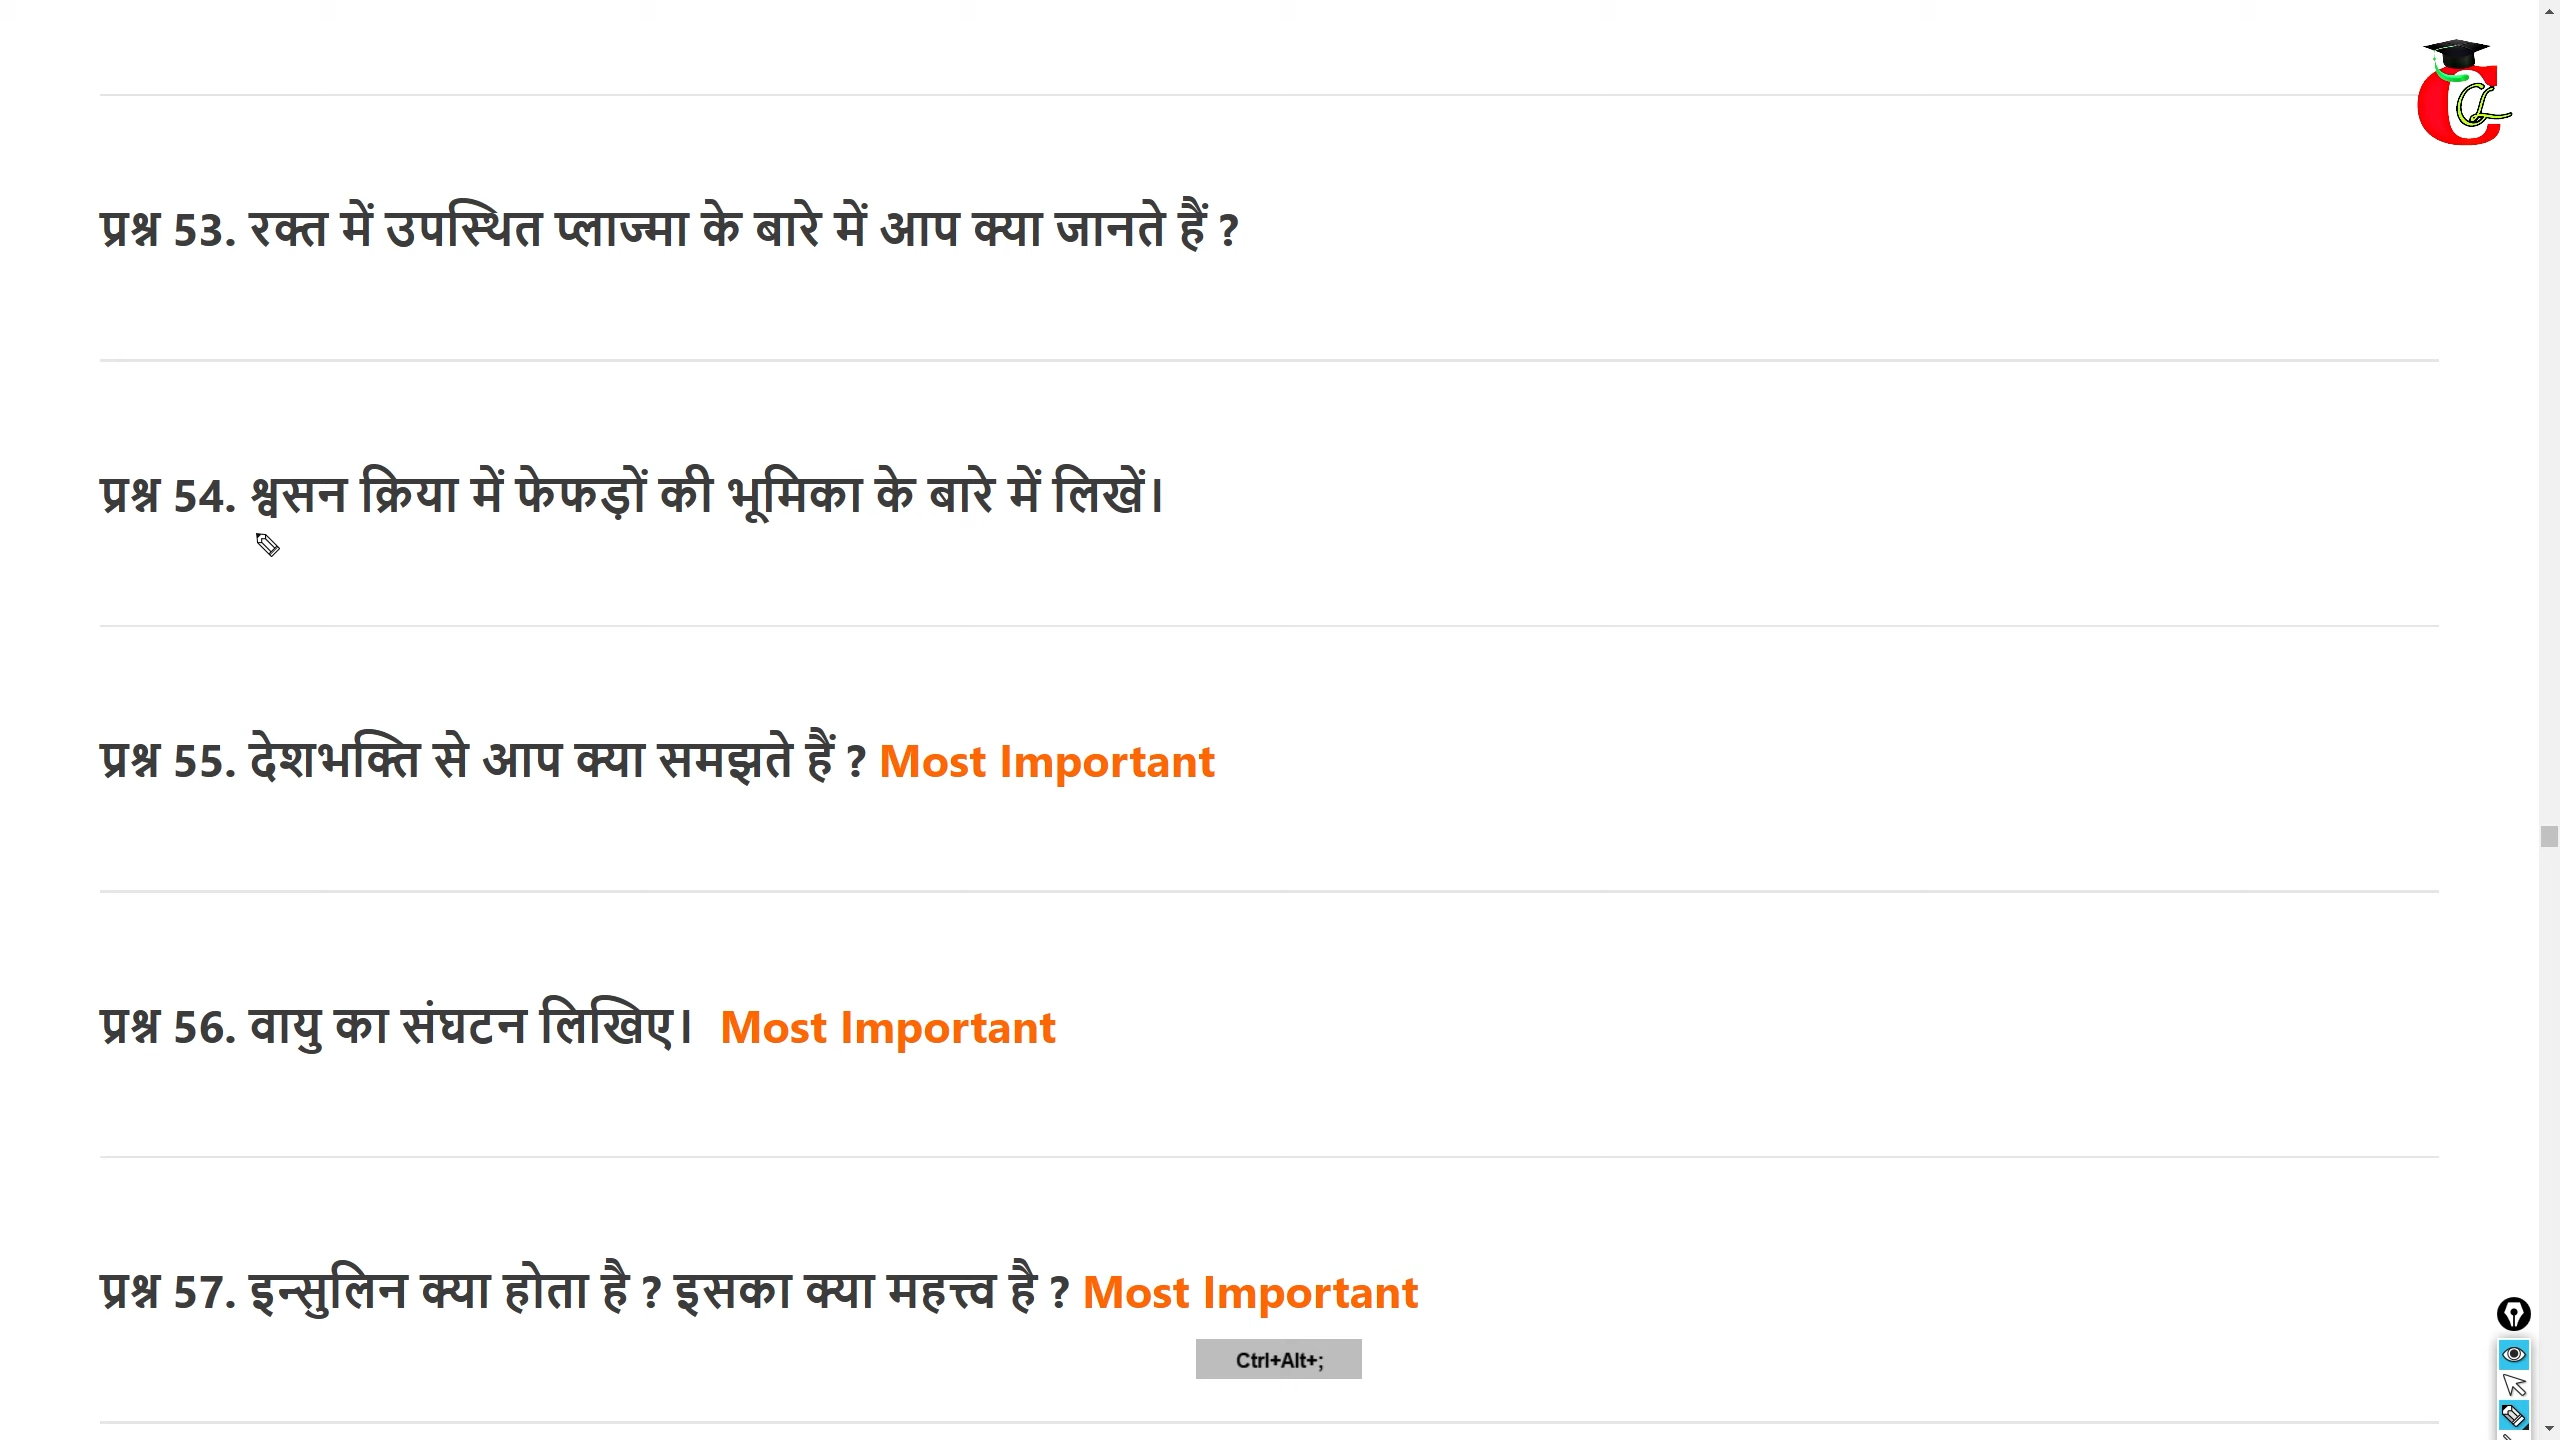 प्रश्न 53. रक्त में उपस्थित प्लाज्मा के बारे में आप क्या जानते हैं ?
प्रश्न 54. श्वसन क्रिया में फेफड़ों की भूमिका के बारे में लिखें।
प्रश्न 55. देशभक्ति से आप क्या समझते हैं ? Most Important
प्रश्न 56. वायु का संघटन लिखिए। Most Important
प्रश्न 57. इन्सुलिन क्या होता है ? इसका क्या महत्त्व है ? Most Important
Ctrl+Alt+;